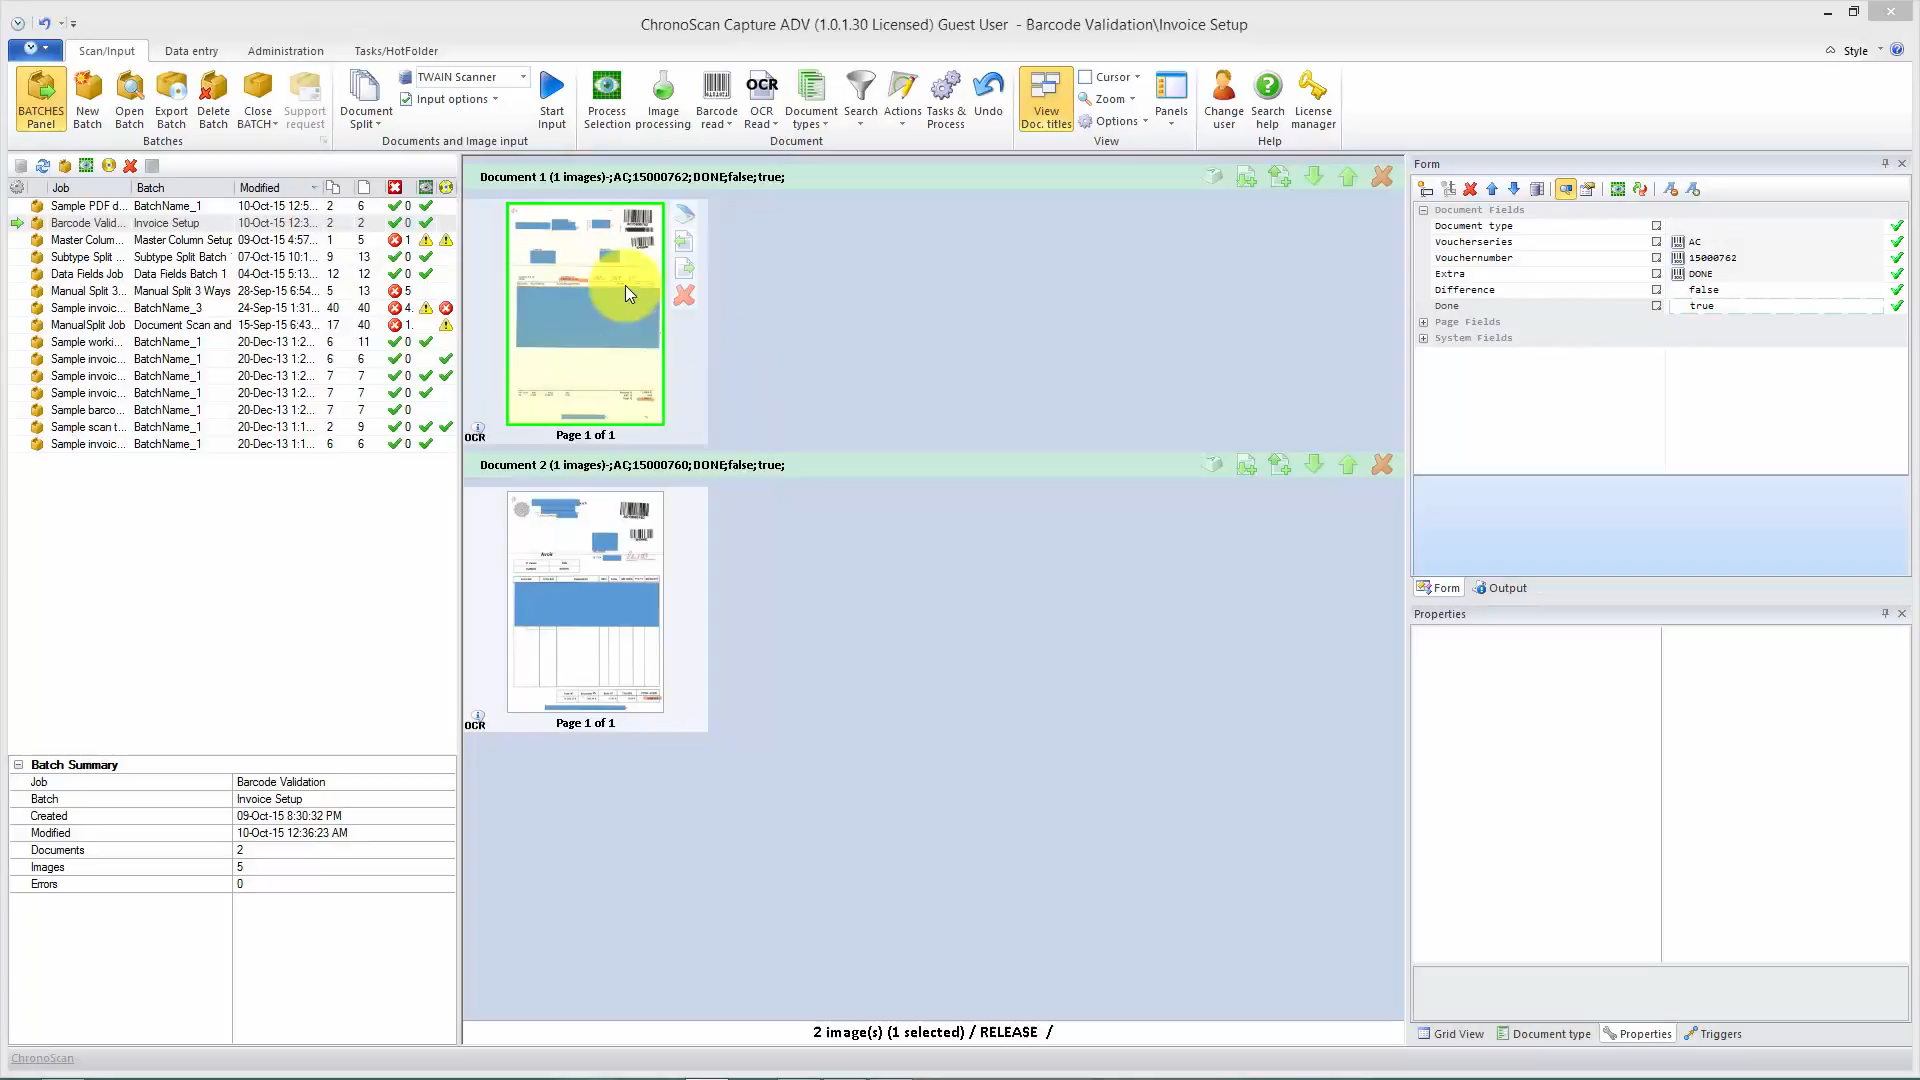 ChronoScan Capture ADV (1.0.1.30 Licensed) Guest User - Barcode Validation\Invoice Setup
Scan/Input Data entry Administration Tasks/HotFolder Style
BATCHES Panel
New Batch
Open Batch
Export Batch
Delete Batch
Close BATCH
Support request
Batches
Document Split
TWAIN Scanner
Input options
Start Input
Documents and Image input
Process Selection
Image processing
Barcode read
OCR
OCR Read
Document types
Search
Actions
Tasks & Process
Undo
Document
View Doc. titles
Cursor
Zoom
Options
Panels
View
Change user
Search help
License manager
Help
Job Batch Modified
Sample PDF d... BatchName_1 10-Oct-15 12:5... 2 6 0
Barcode Valid... Invoice Setup 10-Oct-15 12:3... 2 2 0
Master Colum... Master Column Setup 09-Oct-15 4:57... 1 5 1
Subtype Split ... Subtype Split Batch 07-Oct-15 10:1... 9 13 0
Data Fields Job Data Fields Batch 1 04-Oct-15 5:13... 12 12 0
Manual Split 3... Manual Split 3 Ways 28-Sep-15 6:54... 5 13 5
Sample invoic... BatchName_3 24-Sep-15 1:31... 40 40 4.
ManualSplit Job Document Scan and 15-Sep-15 6:43... 17 40 1.
Sample worki... BatchName_1 20-Dec-13 1:2... 6 11 0
Sample invoic... BatchName_1 20-Dec-13 1:2... 6 6 0
Sample invoic... BatchName_1 20-Dec-13 1:2... 7 7 0
Sample invoic... BatchName_1 20-Dec-13 1:2... 7 7 0
Sample barco... BatchName_1 20-Dec-13 1:2... 7 7 0
Sample scan t... BatchName_1 20-Dec-13 1:1... 2 9 0
Sample invoic... BatchName_1 20-Dec-13 1:1... 6 6 0
Batch Summary
Job Barcode Validation
Batch Invoice Setup
Created 09-Oct-15 8:30:32 PM
Modified 10-Oct-15 12:36:23 AM
Documents 2
Images 5
Errors 0
ChronoScan
Document 1 (1 images)-;AC;15000762;DONE;false;true;
OCR
Page 1 of 1
Document 2 (1 images)-;AC;15000760;DONE;false;true;
Avoir
OCR
Page 1 of 1
2 image(s) (1 selected) / RELEASE /
Form
Document Fields
Document type
Voucherseries AC
Vouchernumber 15000762
Extra DONE
Difference false
Done true
Page Fields
System Fields
Form Output
Properties
Grid View Document type Properties Triggers